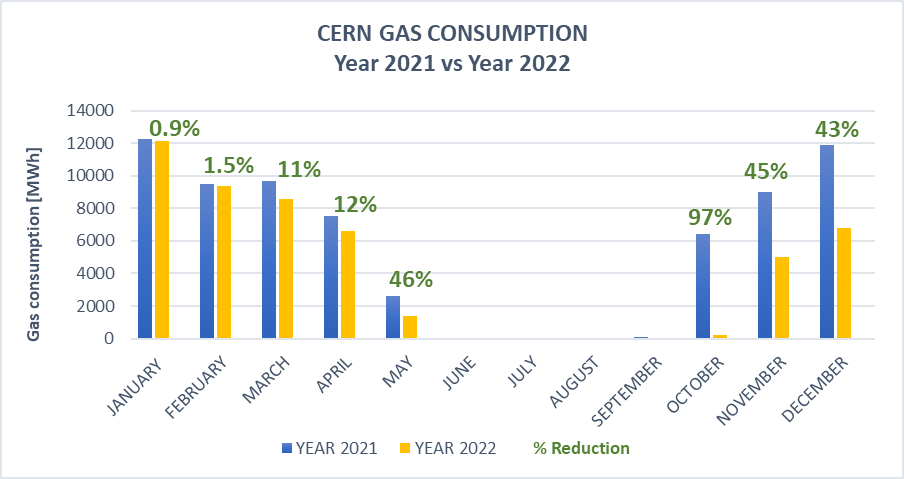 CERN GAS CONSUMPTION
Year 2021 vs Year 2022
Gas consumption [MWh]
14000
12000
10000
8000
6000
4000
2000
0
0.9%
1.5%
11%
12%
46%
97%
45%
43%
JANUARY
FEBRUARY
MARCH
APRIL
MAY
JUNE
JULY
AUGUST
SEPTEMBER
OCTOBER
NOVEMBER
DECEMBER
YEAR 2021 YEAR 2022 % Reduction